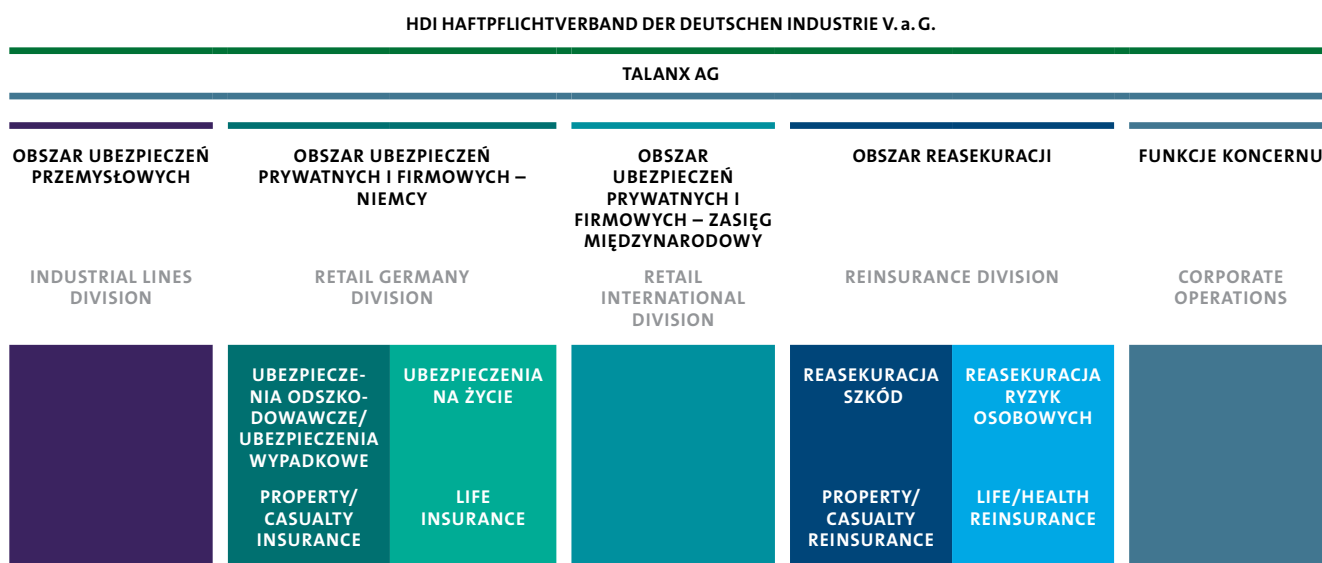 HDI HAFTPFLICHTVERBAND DER DEUTSCHEN INDUSTRIE V. a. G.
TALANX AG
OBSZAR UBEZPIECZEŃ
PRZEMYSŁOWYCH
INDUSTRIAL LINES
DIVISION
OBSZAR UBEZPIECZEŃ
PRYWATNYCH I FIRMOWYCH –
NIEMCY
RETAIL GERMANY
DIVISION
UBEZPIECZE-
NIA ODSZKO-
DOWAWCZE/
UBEZPIECZENIA
WYPADKOWE
PROPERTY/
CASUALTY
INSURANCE
UBEZPIECZENIA
NA ŻYCIE
LIFE
INSURANCE
OBSZAR
UBEZPIECZEŃ
PRYWATNYCH I
FIRMOWYCH – ZASIĘG
MIĘDZYNARODOWY
RETAIL
INTERNATIONAL
DIVISION
OBSZAR REASEKURACJI
REINSURANCE DIVISION
REASEKURACJA
SZKÓD
PROPERTY/
CASUALTY
REINSURANCE
REASEKURACJA
RYZYK
OSOBOWYCH
LIFE/HEALTH
REINSURANCE
FUNKCJE KONCERNU
CORPORATE
OPERATIONS